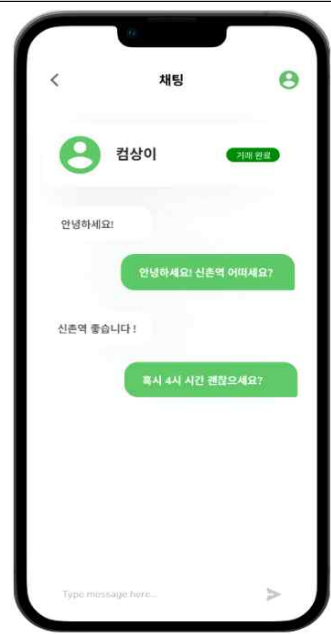 채팅
컴상이
거래 완료
안녕하세요!
안녕하세요! 신촌역 어떠세요?
신촌역 좋습니다 !
혹시 4시 시간 괜찮으세요?
Type message here...